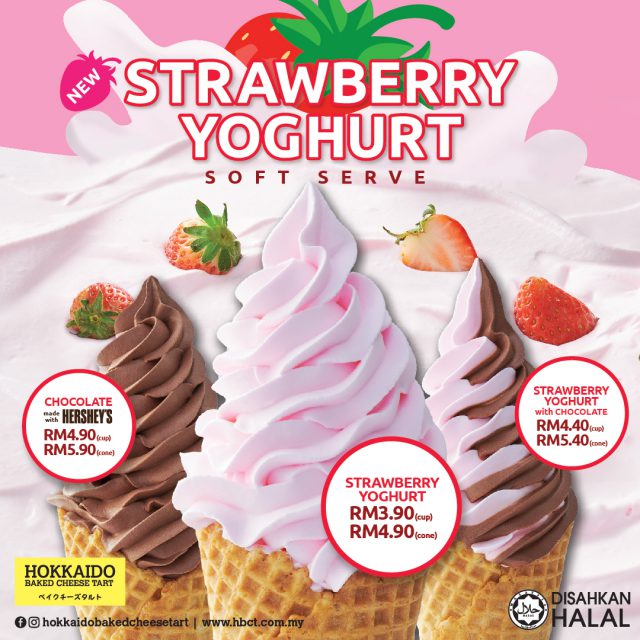 NEW
STRAWBERRY
YOGHURT
SOFT SERVE
CHOCOLATE
made with HERSHEY'S
RM4.90 (cup)
RM5.90 (cone)
STRAWBERRY
YOGHURT
with CHOCOLATE
RM4.40 (cup)
RM5.40 (cone)
STRAWBERRY
YOGHURT
RM3.90 (cup)
RM4.90 (cone)
HOKKAIDO
BAKED CHEESE TART
ベイクチーズタルト
hokkaidobakedcheesetart | www.hbct.com.my
DISAHKAN
HALAL